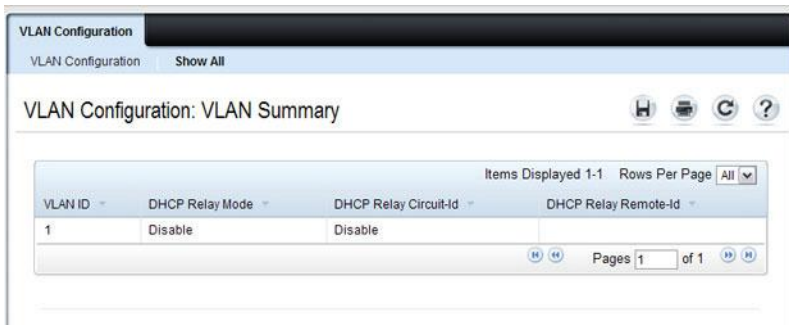 VLAN Configuration
VLAN Configuration Show All
VLAN Configuration: VLAN Summary
Items Displayed 1-1 Rows Per Page All
VLAN ID DHCP Relay Mode DHCP Relay Circuit-Id DHCP Relay Remote-Id
1 Disable Disable
Pages 1 of 1